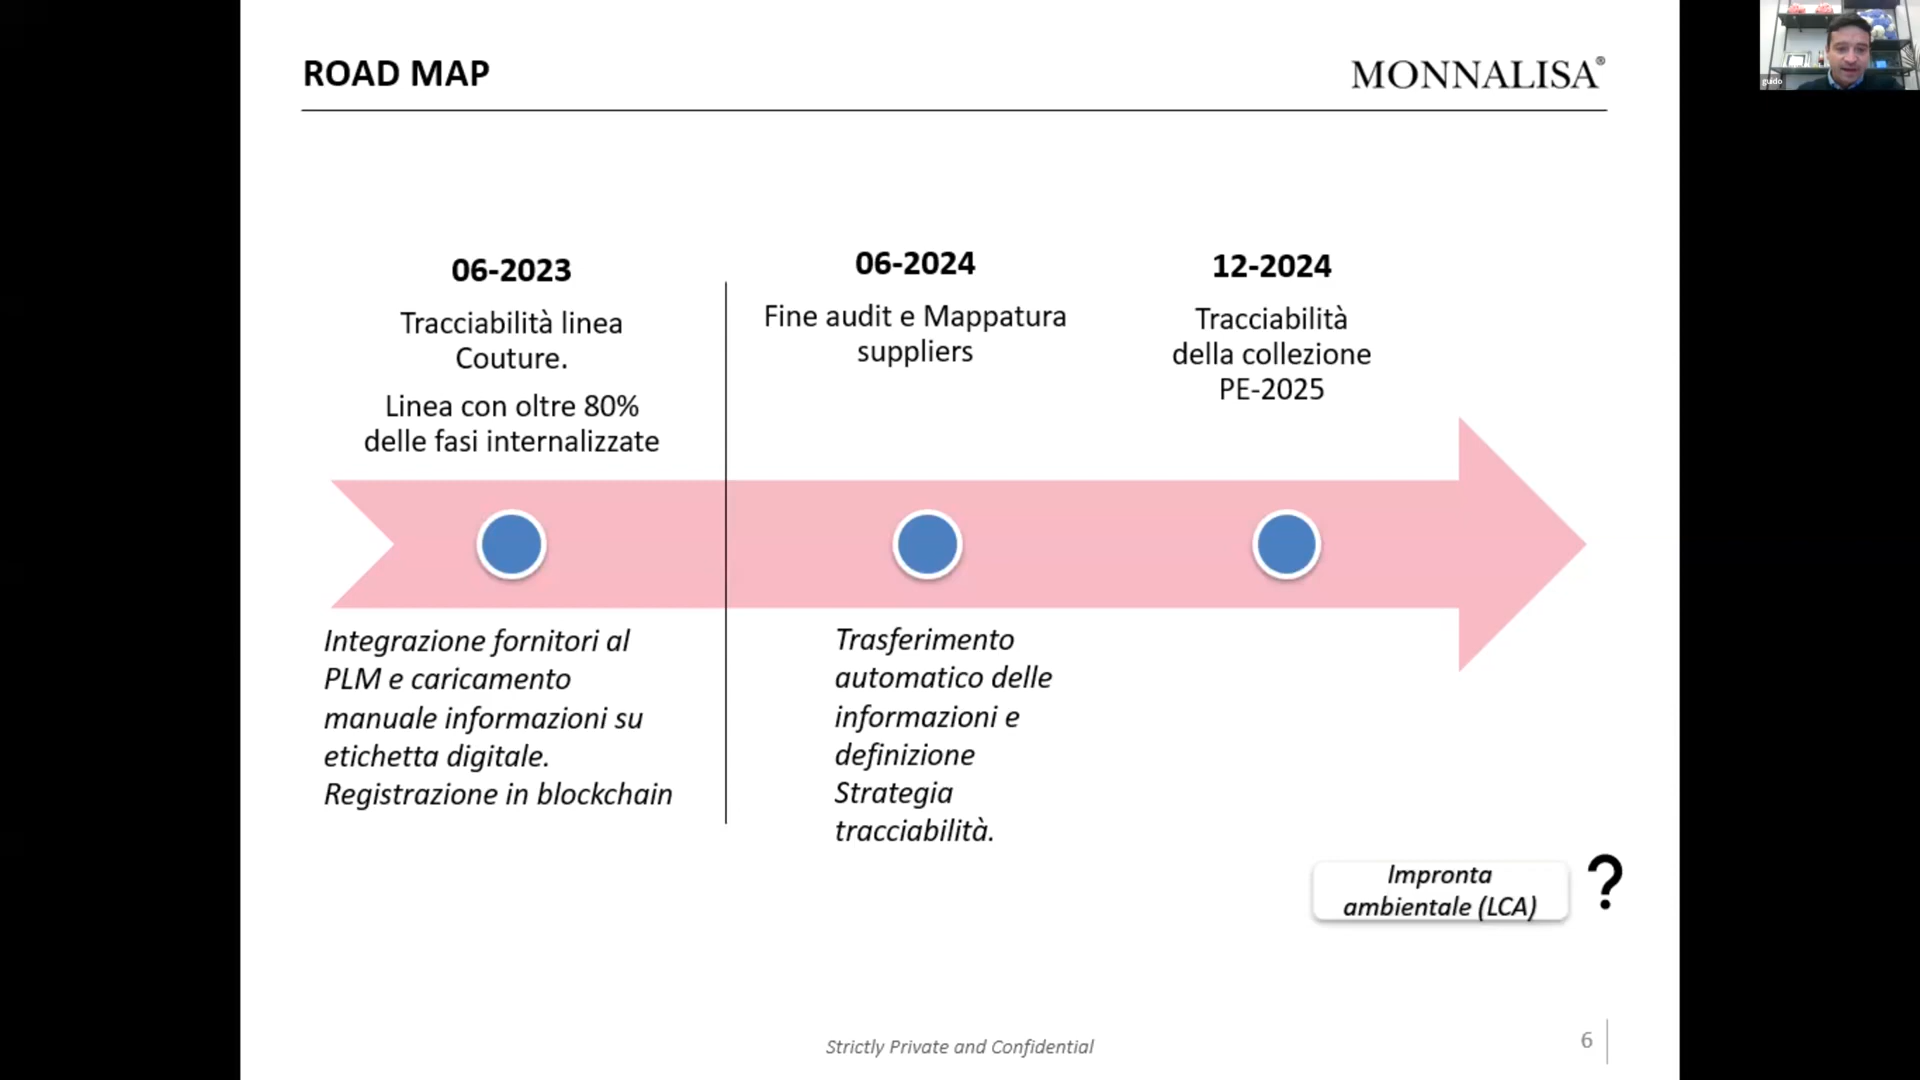 ROAD MAP
MONNALISA®
guido
06-2023
Tracciabilità linea
Couture.
Linea con oltre 80%
delle fasi internalizzate
06-2024
Fine audit e Mappatura
suppliers
12-2024
Tracciabilità
della collezione
PE-2025
Integrazione fornitori al
PLM e caricamento
manuale informazioni su
etichetta digitale.
Registrazione in blockchain
Trasferimento
automatico delle
informazioni e
definizione
Strategia
tracciabilità.
Impronta
ambientale (LCA)
?
Strictly Private and Confidential
6